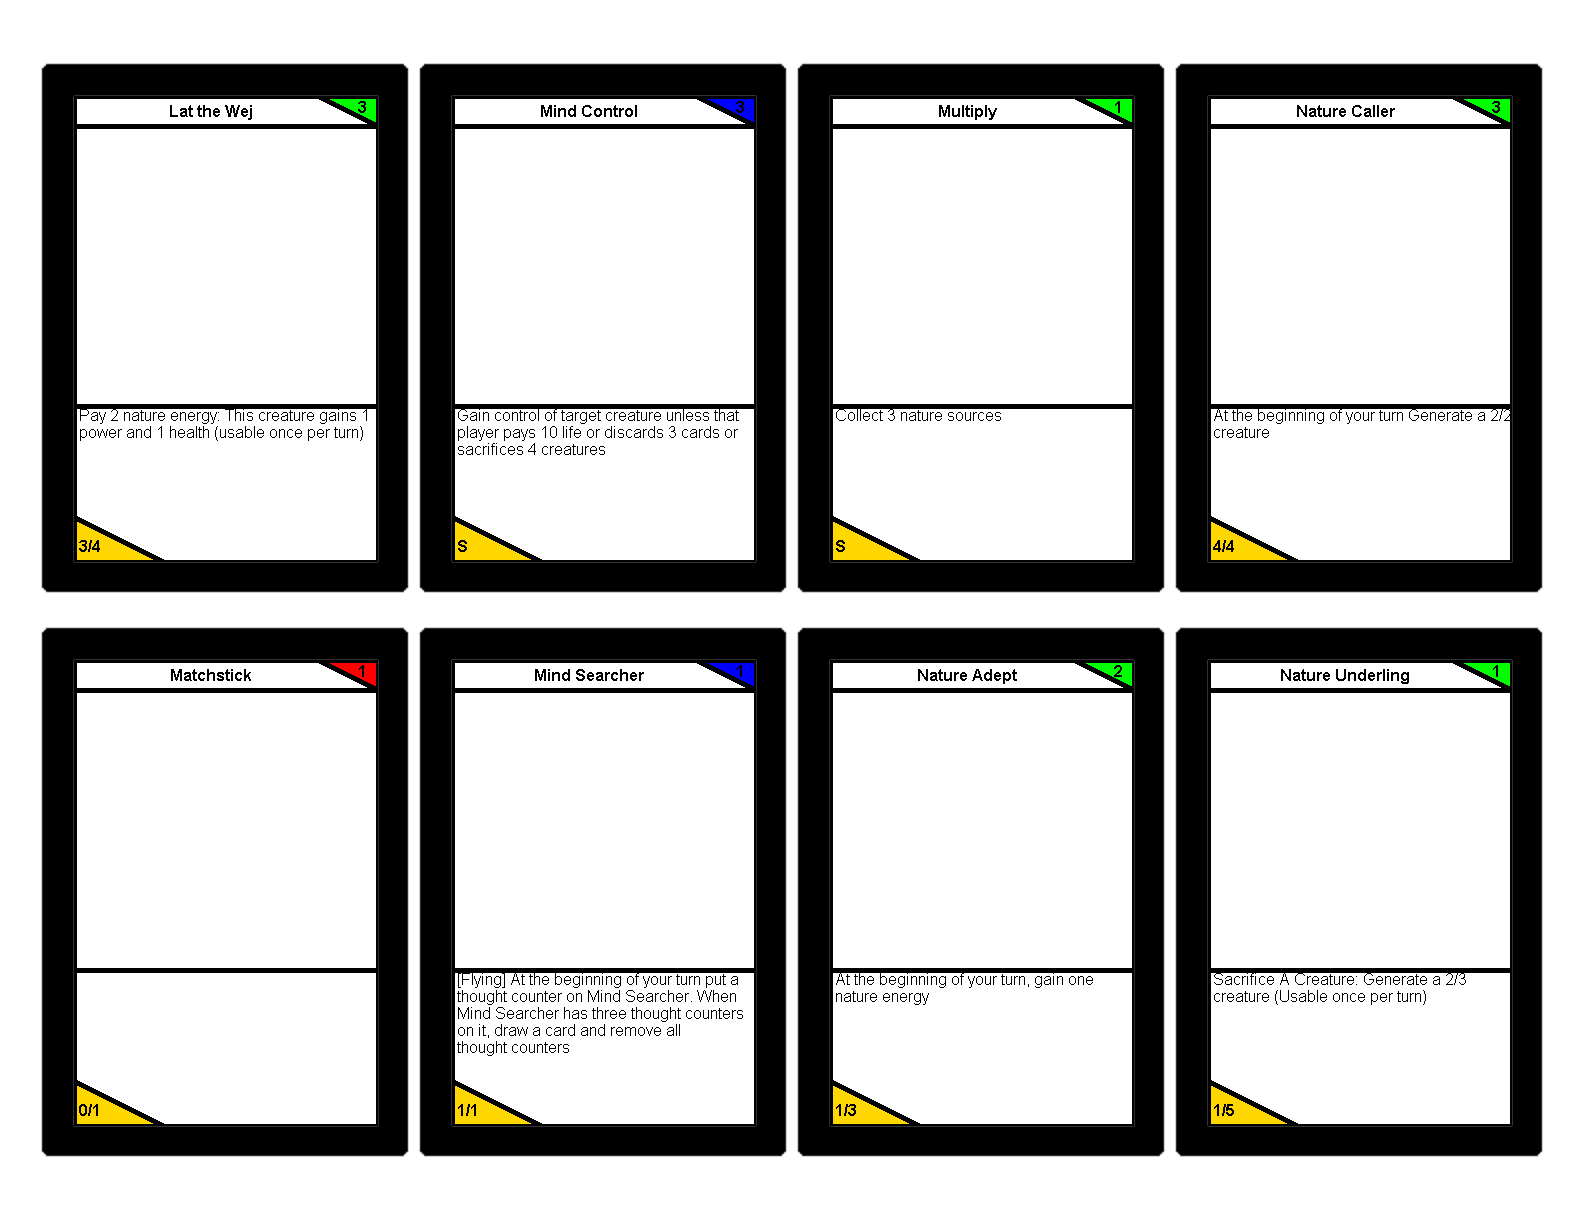 Lat the Wej
3
Pay 2 nature energy: This creature gains 1
power and 1 health (usable once per turn)
3/4
Mind Control
3
Gain control of target creature unless that
player pays 10 life or discards 3 cards or
sacrifices 4 creatures
S
Multiply
1
Collect 3 nature sources
S
Nature Caller
3
At the beginning of your turn Generate a 2/2
creature
4/4
Matchstick
1
0/1
Mind Searcher
1
[Flying] At the beginning of your turn put a
thought counter on Mind Searcher. When
Mind Searcher has three thought counters
on it, draw a card and remove all
thought counters
1/1
Nature Adept
2
At the beginning of your turn, gain one
nature energy
1/3
Nature Underling
1
Sacrifice A Creature: Generate a 2/3
creature (Usable once per turn)
1/5